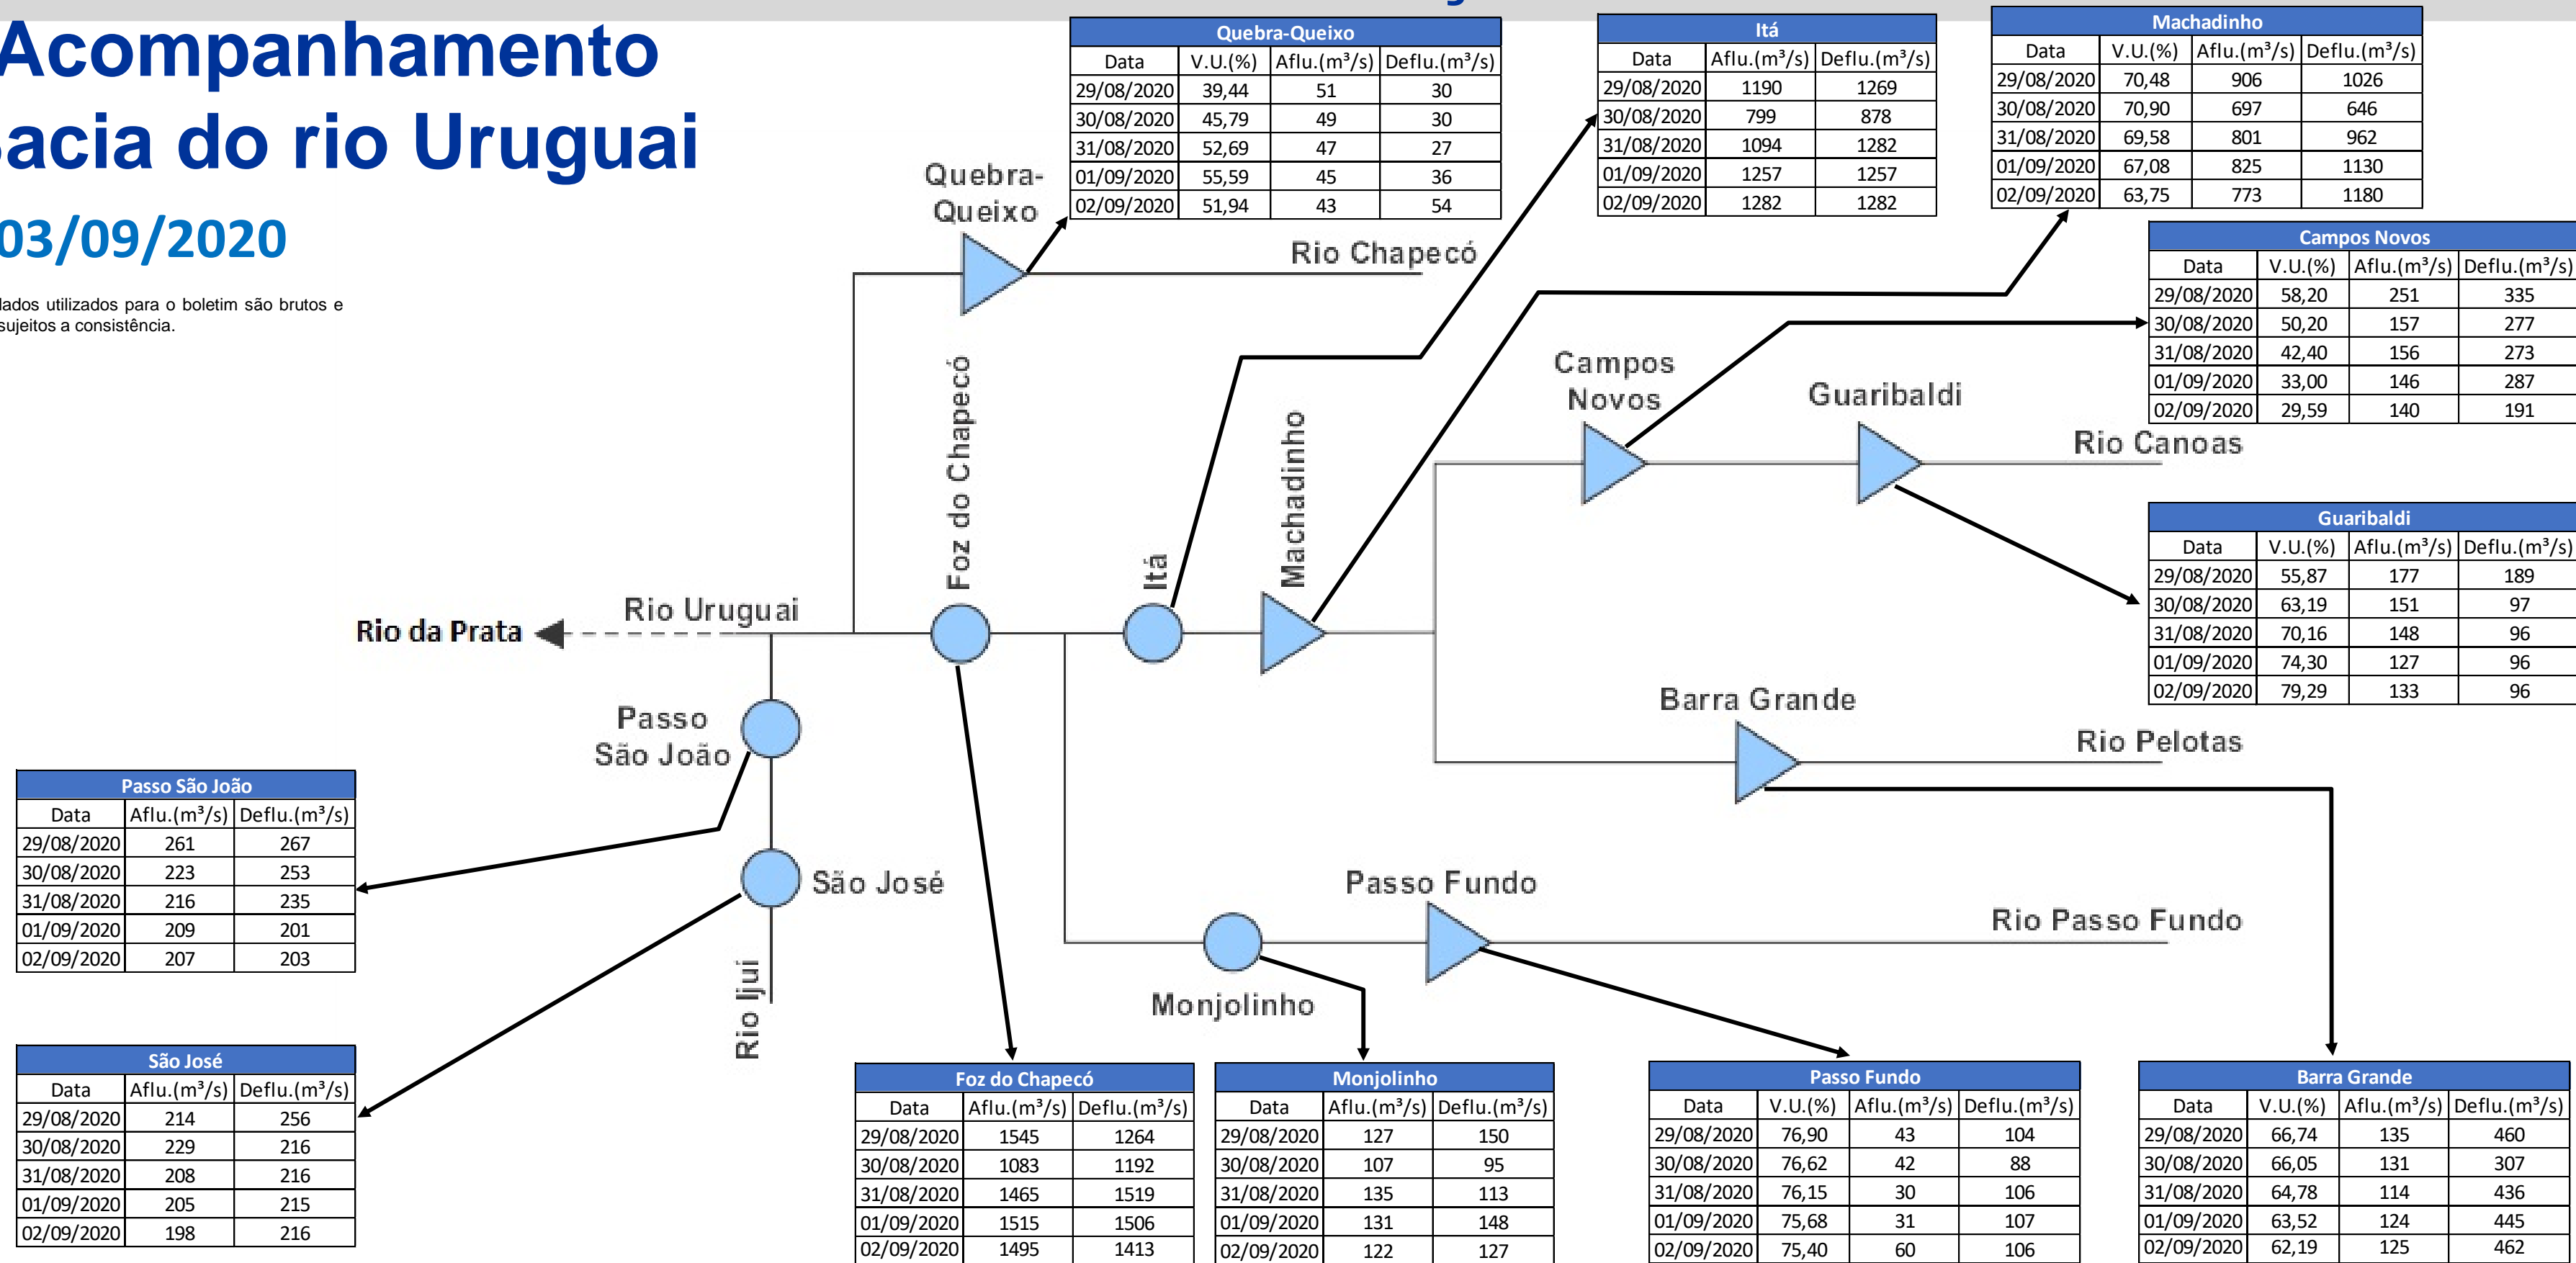 Acompanhamento
acia do rio Uruguai
03/09/2020
dados utilizados para o boletim são brutos e
sujeitos a consistência.
Quebra-Queixo
Data V.U.(%) Aflu.(m³/s) Deflu.(m³/s)
29/08/2020 39,44 51 30
30/08/2020 45,79 49 30
31/08/2020 52,69 47 27
01/09/2020 55,59 45 36
02/09/2020 51,94 43 54
Itá
Data Aflu.(m³/s) Deflu.(m³/s)
29/08/2020 1190 1269
30/08/2020 799 878
31/08/2020 1094 1282
01/09/2020 1257 1257
02/09/2020 1282 1282
Machadinho
Data V.U.(%) Aflu.(m³/s) Deflu.(m³/s)
29/08/2020 70,48 906 1026
30/08/2020 70,90 697 646
31/08/2020 69,58 801 962
01/09/2020 67,08 825 1130
02/09/2020 63,75 773 1180
Campos Novos
Data V.U.(%) Aflu.(m³/s) Deflu.(m³/s)
29/08/2020 58,20 251 335
30/08/2020 50,20 157 277
31/08/2020 42,40 156 273
01/09/2020 33,00 146 287
02/09/2020 29,59 140 191
Guaribaldi
Data V.U.(%) Aflu.(m³/s) Deflu.(m³/s)
29/08/2020 55,87 177 189
30/08/2020 63,19 151 97
31/08/2020 70,16 148 96
01/09/2020 74,30 127 96
02/09/2020 79,29 133 96
Quebra-
Queixo
Rio Chapecó
Foz do Chapecó
Itá
Machadinho
Campos
Novos
Guaribaldi
Rio Canoas
Rio Uruguai
Rio da Prata
Barra Grande
Rio Pelotas
Passo
São João
São José
Rio Ijuí
Passo Fundo
Rio Passo Fundo
Monjolinho
Passo São João
Data Aflu.(m³/s) Deflu.(m³/s)
29/08/2020 261 267
30/08/2020 223 253
31/08/2020 216 235
01/09/2020 209 201
02/09/2020 207 203
São José
Data Aflu.(m³/s) Deflu.(m³/s)
29/08/2020 214 256
30/08/2020 229 216
31/08/2020 208 216
01/09/2020 205 215
02/09/2020 198 216
Foz do Chapecó
Data Aflu.(m³/s) Deflu.(m³/s)
29/08/2020 1545 1264
30/08/2020 1083 1192
31/08/2020 1465 1519
01/09/2020 1515 1506
02/09/2020 1495 1413
Monjolinho
Data Aflu.(m³/s) Deflu.(m³/s)
29/08/2020 127 150
30/08/2020 107 95
31/08/2020 135 113
01/09/2020 131 148
02/09/2020 122 127
Passo Fundo
Data V.U.(%) Aflu.(m³/s) Deflu.(m³/s)
29/08/2020 76,90 43 104
30/08/2020 76,62 42 88
31/08/2020 76,15 30 106
01/09/2020 75,68 31 107
02/09/2020 75,40 60 106
Barra Grande
Data V.U.(%) Aflu.(m³/s) Deflu.(m³/s)
29/08/2020 66,74 135 460
30/08/2020 66,05 131 307
31/08/2020 64,78 114 436
01/09/2020 63,52 124 445
02/09/2020 62,19 125 462